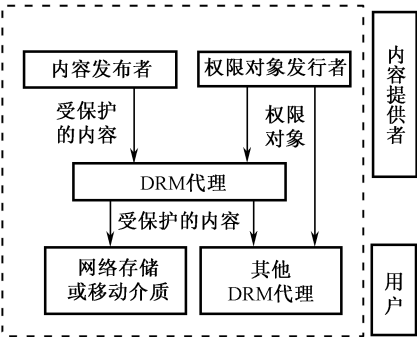 内容发布者
权限对象发行者
内容提供者
受保护
的内容
权限
对象
DRM代理
受保护的内容
网络存储
或移动介质
其他
DRM代理
用户